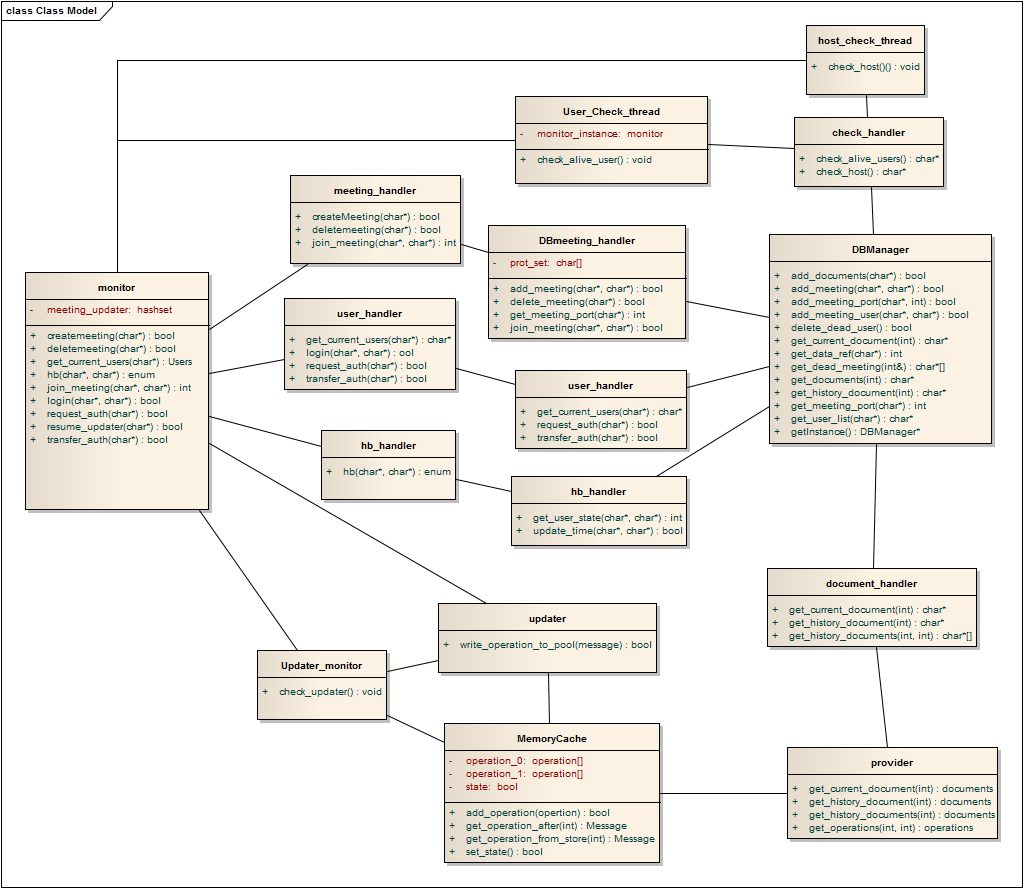 class Class Model
host_check_thread
+ check_host()() : void
User_Check_thread
- monitor_instance: monitor
+ check_alive_user() : void
check_handler
+ check_alive_users() : char*
+ check_host() : char*
meeting_handler
+ createMeeting(char*) : bool
+ deletemeeting(char*) : bool
+ join_meeting(char*, char*) : int
DBmeeting_handler
- prot_set: char[]
+ add_meeting(char*, char*) : bool
+ delete_meeting(char*) : bool
+ get_meeting_port(char*) : int
+ join_meeting(char*, char*) : bool
DBManager
+ add_documents(char*) : bool
+ add_meeting(char*, char*) : bool
+ add_meeting_port(char*, int) : bool
+ add_meeting_user(char*, char*) : bool
+ delete_dead_user() : bool
+ get_current_document(int) : char*
+ get_data_ref(char*) : int
+ get_dead_meeting(int&) : char*[]
+ get_documents(int) : char*
+ get_history_document(int) : char*
+ get_meeting_port(char*) : int
+ get_user_list(char*) : char*
+ getInstance() : DBManager*
monitor
- meeting_updater: hashset
+ createmeeting(char*) : bool
+ deletemeeting(char*) : bool
+ get_current_users(char*) : Users
+ hb(char*, char*) : enum
+ join_meeting(char*, char*) : int
+ login(char*, char*) : bool
+ request_auth(char*) : bool
+ resume_updater(char*) : bool
+ transfer_auth(char*) : bool
user_handler
+ get_current_users(char*) : char*
+ login(char*, char*) : ool
+ request_auth(char*) : bool
+ transfer_auth(char*) : bool
user_handler
+ get_current_users(char*) : char*
+ request_auth(char*) : bool
+ transfer_auth(char*) : bool
hb_handler
+ hb(char*, char*) : enum
hb_handler
+ get_user_state(char*, char*) : int
+ update_time(char*, char*) : bool
document_handler
+ get_current_document(int) : char*
+ get_history_document(int) : char*
+ get_history_documents(int, int) : char*[]
updater
+ write_operation_to_pool(message) : bool
Updater_monitor
+ check_updater() : void
MemoryCache
- operation_0: operation[]
- operation_1: operation[]
- state: bool
+ add_operation(opertion) : bool
+ get_operation_after(int) : Message
+ get_operation_from_store(int) : Message
+ set_state() : bool
provider
+ get_current_document(int) : documents
+ get_history_document(int) : documents
+ get_history_documents(int) : documents
+ get_operations(int, int) : operations